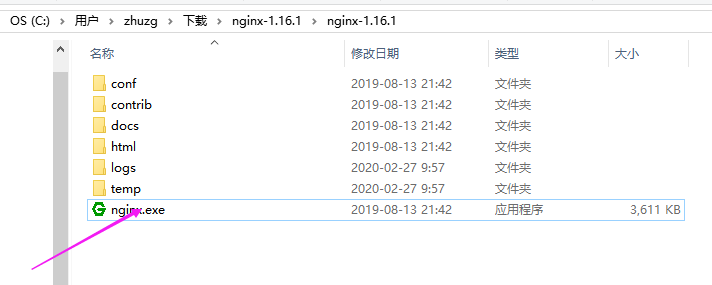 OS (C:) > 用户 > zhuzg > 下载 > nginx-1.16.1 > nginx-1.16.1
名称 修改日期 类型 大小
conf 2019-08-13 21:42 文件夹
contrib 2019-08-13 21:42 文件夹
docs 2019-08-13 21:42 文件夹
html 2019-08-13 21:42 文件夹
logs 2020-02-27 9:57 文件夹
temp 2020-02-27 9:57 文件夹
nginx.exe 2019-08-13 21:42 应用程序 3,611 KB